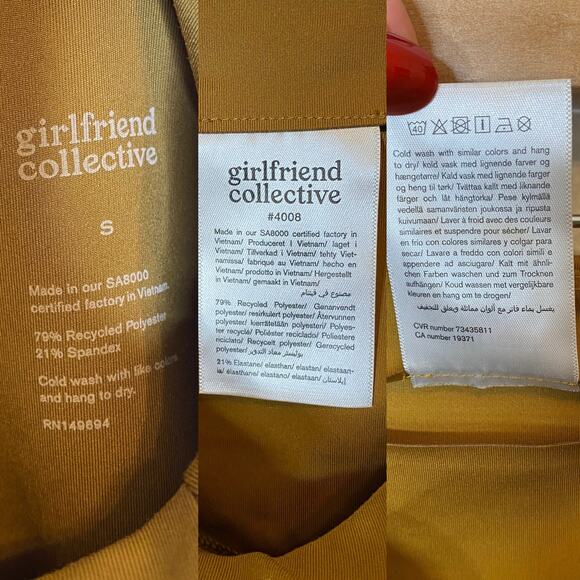 girlfriend
collective
S
Made in our SA8000
certified factory in Vietnam.
79% Recycled Polyester
21% Spandex
Cold wash with like colors
and hang to dry.
RN149694
girlfriend
collective
#4008
Made in our SA8000 certified factory in
Vietnam/ Produceret i Vietnam/ laget i
Vietnam/ Tilverkad i Vietnam/ tehty Viet-
namissa/ fabriqué au Vietnam/ hecho en
Vietnam/ prodotto in Vietnam/ Hergestellt
in Vietnam/ gemaakt in Vietnam/
مصنوع في فيتنام
79% Recycled Polyester/ Genanvendt
polyester/ resirkulert polyester/ Återvunnen
polyester/ kierrätetään polyester/ Polyes-
ter recyclé/ Poliéster reciclado/ Poliestere
riciclato/ Recycelt Polyester/ Gerecycled
polyester/ بوليستر معاد التدوير
21% Elastane/ elasthan/ elastan/ elastaan-
ia/ élasthane/ elastano/ elastan/ elastaan/
إيلاستان/
40
Cold wash with similar colors and hang
to dry/ kold vask med lignende farver og
hængetørre/ Kald vask med lignende farger
og heng til tørk/ Tvättas kallt med liknande
färger och låt hängtorka/ Pese kylmällä
vedellä samanväristen joukossa ja ripusta
kuivumaan/ Laver à froid avec des couleurs
similaires et suspendre pour sécher/ Lavar
en frío con colores similares y colgar para
secar/ Lavare a freddo con colori simili e
appendere ad asciugare/ Kalt mit ähnli-
chen Farben waschen und zum Trocknen
aufhängen/ Koud wassen met vergelijkbare
kleuren en hang om te drogen/
يغسل بماء فاتر مع ألوان مماثلة ويعلق للتجفيف
CVR number 73435811
CA number 19371